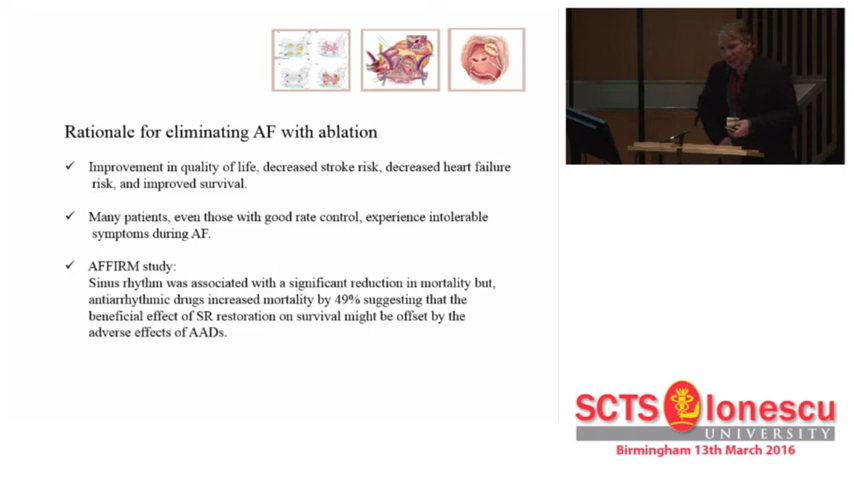 Rationale for eliminating AF with ablation
✓ Improvement in quality of life, decreased stroke risk, decreased heart failure
risk, and improved survival.
✓ Many patients, even those with good rate control, experience intolerable
symptoms during AF.
✓ AFFIRM study:
Sinus rhythm was associated with a significant reduction in mortality but,
antiarrhythmic drugs increased mortality by 49% suggesting that the
beneficial effect of SR restoration on survival might be offset by the
adverse effects of AADs.
SCTS Ionescu
UNIVERSITY
Birmingham 13th March 2016